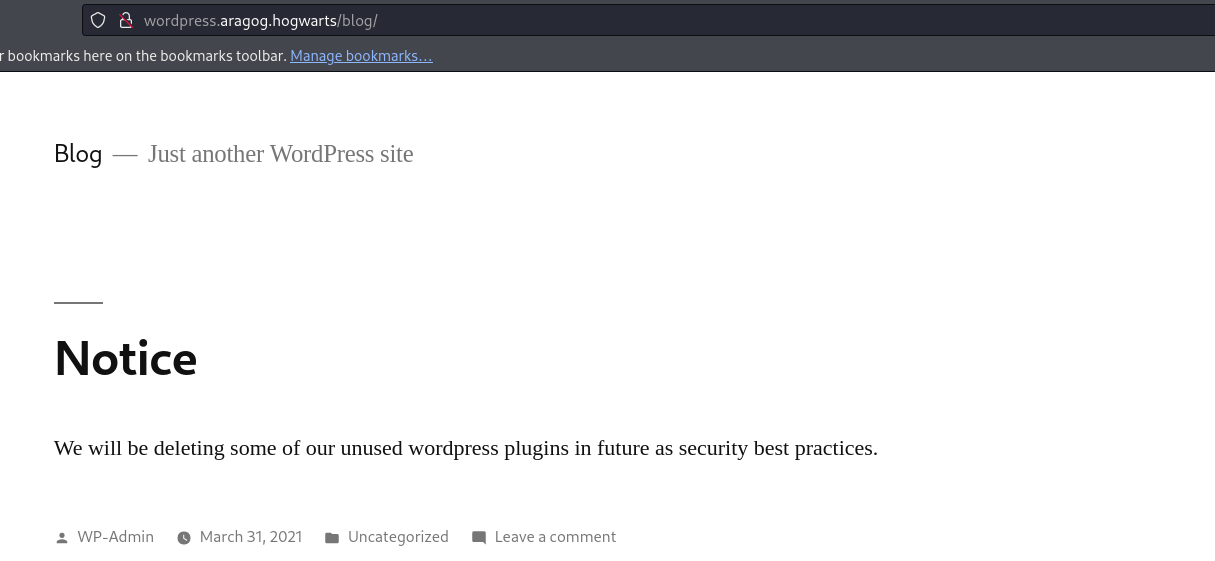 wordpress.aragog.hogwarts/blog/
r bookmarks here on the bookmarks toolbar. Manage bookmarks…
Blog — Just another WordPress site
Notice
We will be deleting some of our unused wordpress plugins in future as security best practices.
WP-Admin March 31, 2021 Uncategorized Leave a comment